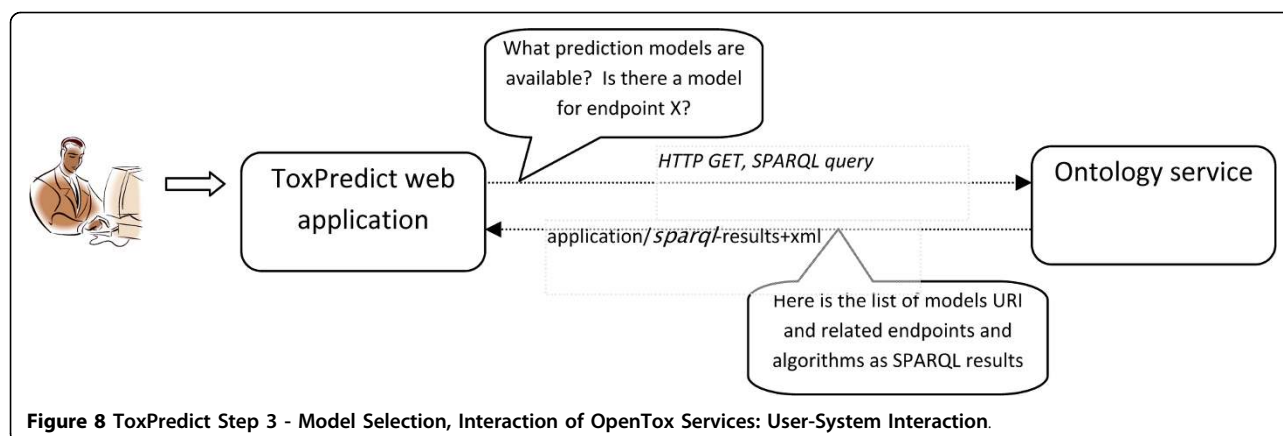 What prediction models are
available? Is there a model
for endpoint X?
ToxPredict web
application
HTTP GET, SPARQL query
Ontology service
application/sparql-results+xml
Here is the list of models URI
and related endpoints and
algorithms as SPARQL results
Figure 8 ToxPredict Step 3 - Model Selection, Interaction of OpenTox Services: User-System Interaction.